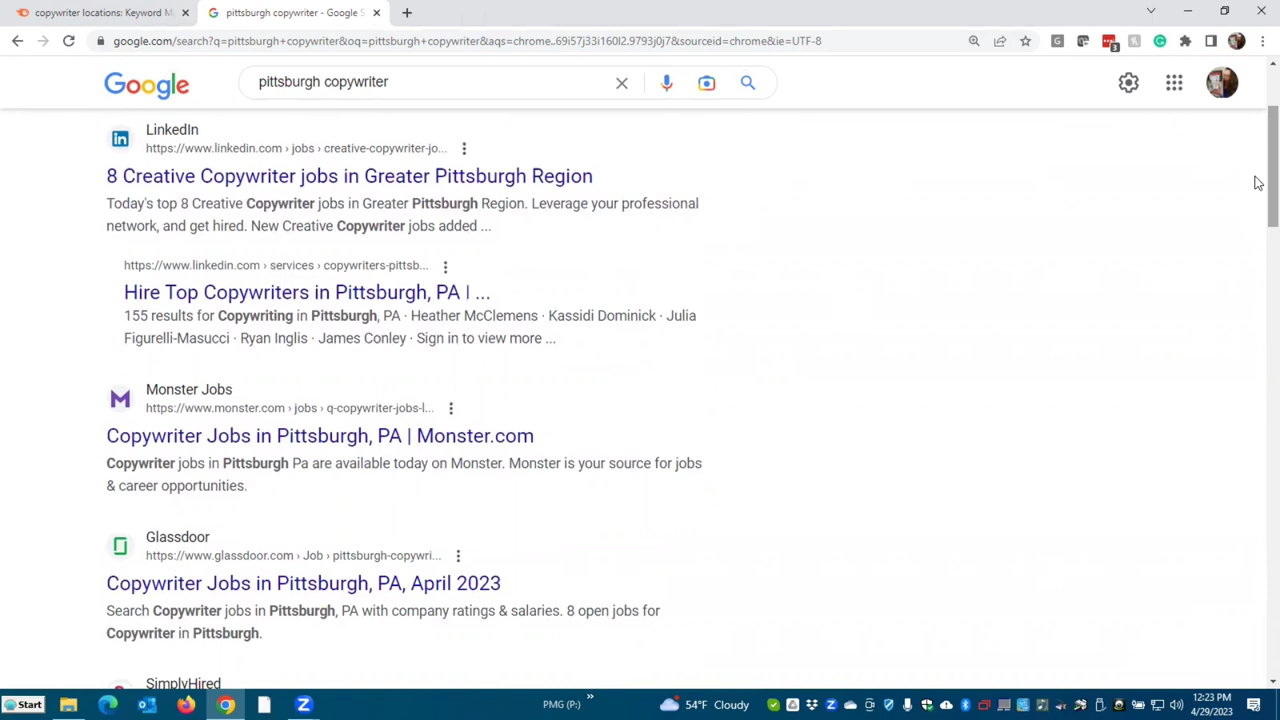 copywriter locations: Keyword M
pittsburgh copywriter - Google S
google.com/search?q=pittsburgh+copywriter&oq=pittsburgh+copywriter&aqs=chrome..69i57j33i160l2.9793j0j7&sourceid=chrome&ie=UTF-8
3
Google
pittsburgh copywriter
LinkedIn
https://www.linkedin.com › jobs › creative-copywriter-jo...
8 Creative Copywriter jobs in Greater Pittsburgh Region
Today's top 8 Creative Copywriter jobs in Greater Pittsburgh Region. Leverage your professional
network, and get hired. New Creative Copywriter jobs added ...
https://www.linkedin.com › services › copywriters-pittsb...
Hire Top Copywriters in Pittsburgh, PA | ...
155 results for Copywriting in Pittsburgh, PA · Heather McClemens · Kassidi Dominick · Julia
Figurelli-Masucci · Ryan Inglis · James Conley · Sign in to view more ...
Monster Jobs
https://www.monster.com › jobs › q-copywriter-jobs-l...
Copywriter Jobs in Pittsburgh, PA | Monster.com
Copywriter jobs in Pittsburgh Pa are available today on Monster. Monster is your source for jobs
& career opportunities.
Glassdoor
https://www.glassdoor.com › Job › pittsburgh-copywri...
Copywriter Jobs in Pittsburgh, PA, April 2023
Search Copywriter jobs in Pittsburgh, PA with company ratings & salaries. 8 open jobs for
Copywriter in Pittsburgh.
SimplyHired
Start
PMG (P:)
54°F Cloudy
12:23 PM
4/29/2023